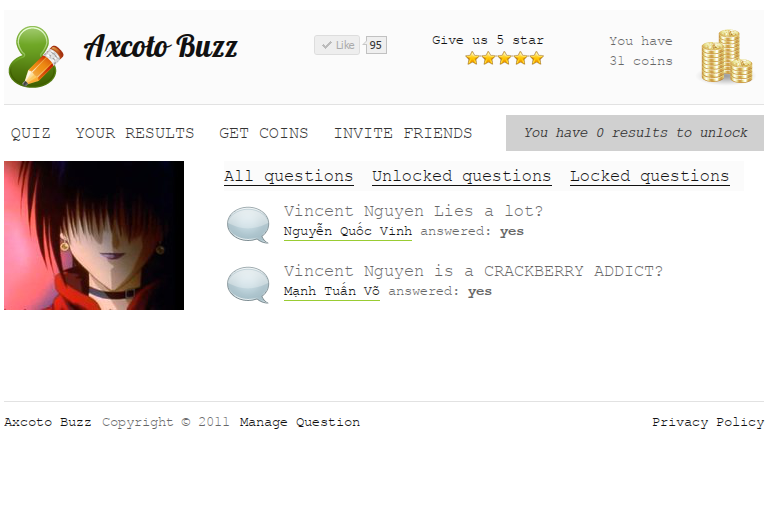 Axcoto Buzz
Like 95
Give us 5 star
You have
31 coins
QUIZ YOUR RESULTS GET COINS INVITE FRIENDS
You have 0 results to unlock
All questions Unlocked questions Locked questions
Vincent Nguyen Lies a lot?
Nguyễn Quốc Vinh answered: yes
Vincent Nguyen is a CRACKBERRY ADDICT?
Mạnh Tuấn Võ answered: yes
Axcoto Buzz Copyright © 2011 Manage Question
Privacy Policy